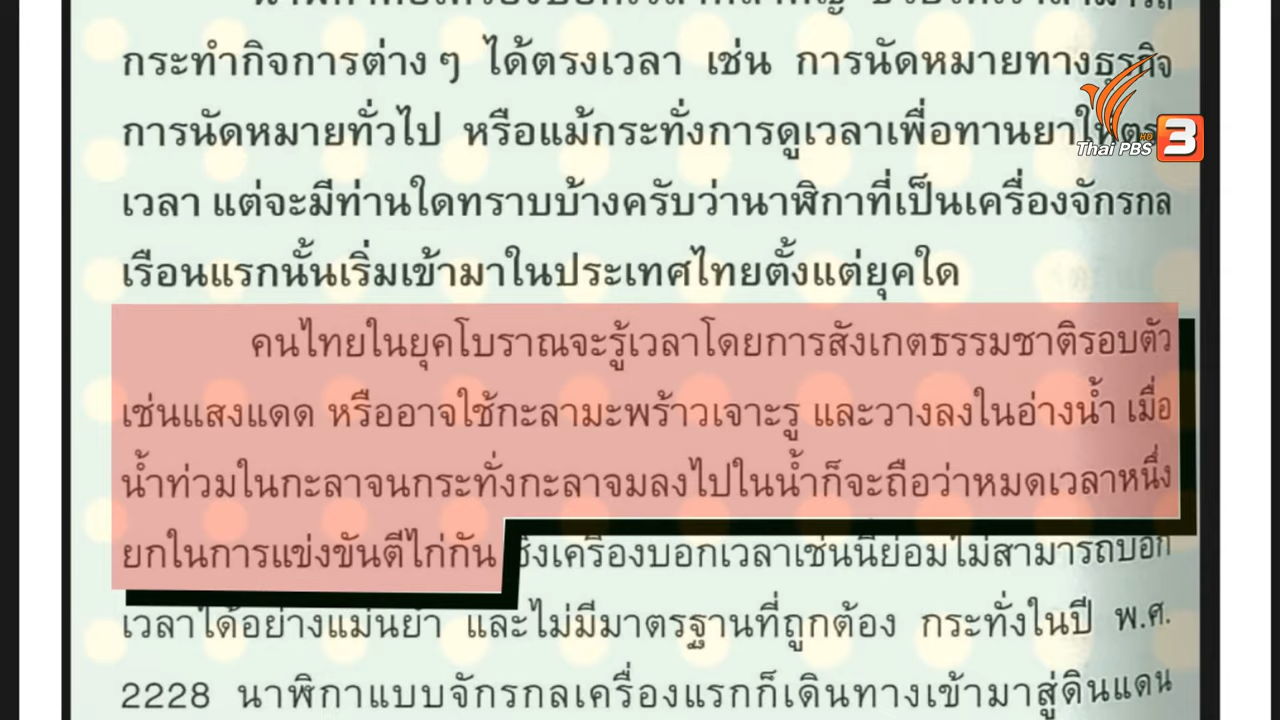 กระทำกิจการต่าง ๆ ได้ตรงเวลา เช่น การนัดหมายทางธุรกิจ
การนัดหมายทั่วไป หรือแม้กระทั่งการดูเวลาเพื่อทานยาให้ตรง
เวลา แต่จะมีท่านใดทราบบ้างครับว่านาฬิกาที่เป็นเครื่องจักรกล
เรือนแรกนั้นเริ่มเข้ามาในประเทศไทยตั้งแต่ยุคใด
คนไทยในยุคโบราณจะรู้เวลาโดยการสังเกตธรรมชาติรอบตัว
เช่นแสงแดด หรืออาจใช้กะลามะพร้าวเจาะรู และวางลงในอ่างน้ำ เมื่อ
น้ำท่วมในกะลาจนกระทั่งกะลาจมลงไปในน้ำก็จะถือว่าหมดเวลาหนึ่ง
ยกในการแข่งขันตีไก่กัน ซึ่งเครื่องบอกเวลาเช่นนี้ย่อมไม่สามารถบอก
เวลาได้อย่างแม่นยำ และไม่มีมาตรฐานที่ถูกต้อง กระทั่งในปี พ.ศ.
2228 นาฬิกาแบบจักรกลเครื่องแรกก็เดินทางเข้ามาสู่ดินแดน
Thai PBS HD 3